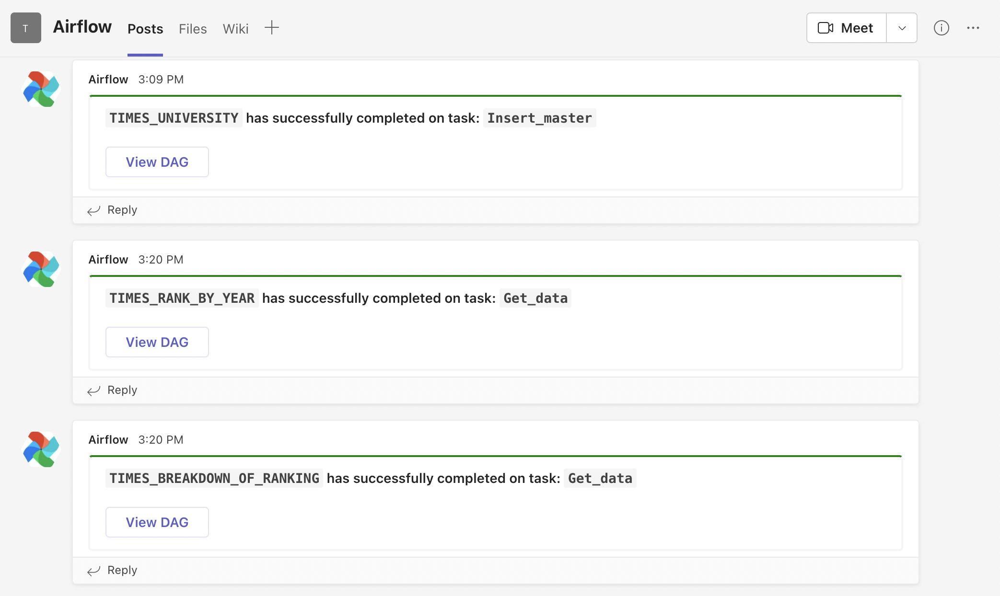 T
Airflow Posts Files Wiki
Meet
Airflow 3:09 PM
TIMES_UNIVERSITY has successfully completed on task: Insert_master
View DAG
Reply
Airflow 3:20 PM
TIMES_RANK_BY_YEAR has successfully completed on task: Get_data
View DAG
Reply
Airflow 3:20 PM
TIMES_BREAKDOWN_OF_RANKING has successfully completed on task: Get_data
View DAG
Reply